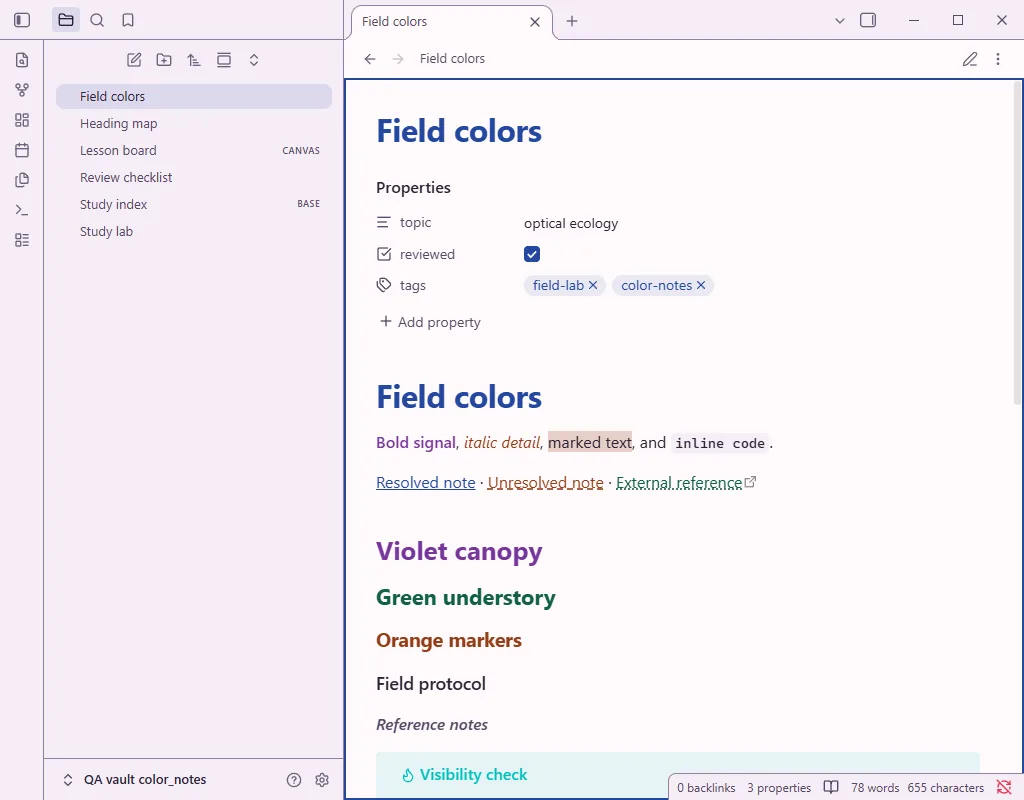 Field colors
Field colors
Field colors
Heading map
Lesson board CANVAS
Review checklist
Study index BASE
Study lab
QA vault color_notes
Field colors
Properties
topic optical ecology
reviewed
tags field-lab color-notes
Add property
Field colors
Bold signal, italic detail, marked text, and inline code.
Resolved note · Unresolved note · External reference
Violet canopy
Green understory
Orange markers
Field protocol
Reference notes
Visibility check
0 backlinks 3 properties 78 words 655 characters